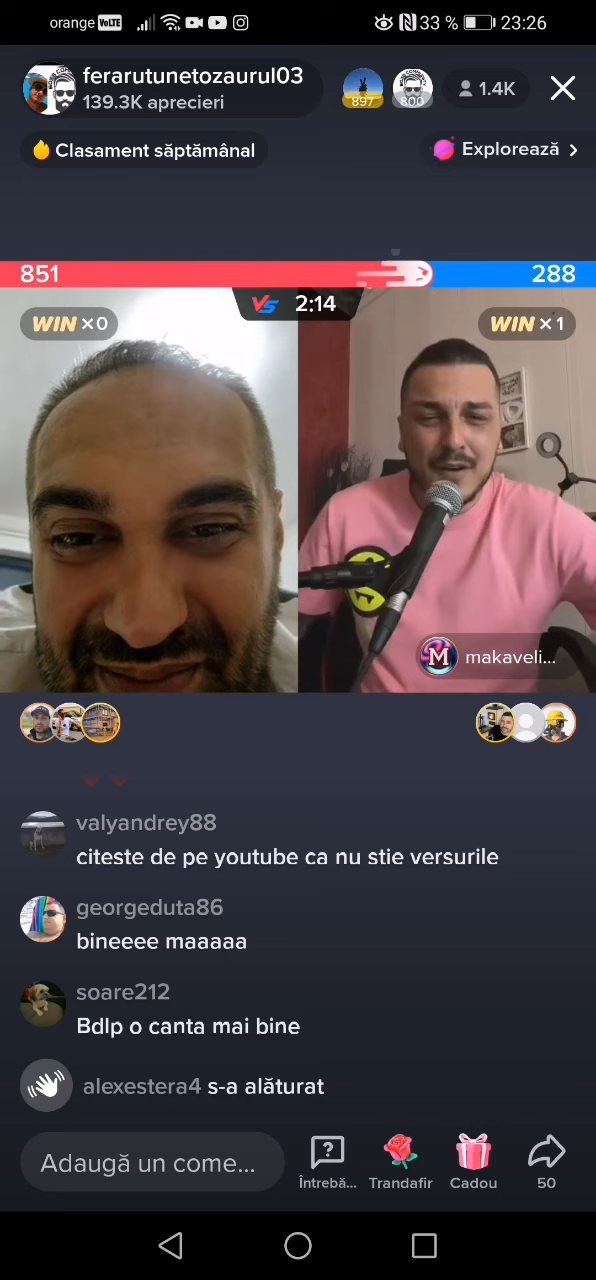 orange VoLTE 33 % 23:26
ferarutunetozaurul03
139.3K aprecieri
897 800 1.4K
Clasament săptămânal Explorează
851 288
VS 2:14
WIN ×0 WIN ×1
M makaveli...
valyandrey88
citeste de pe youtube ca nu stie versurile
georgeduta86
bineeee maaaaa
soare212
Bdlp o canta mai bine
alexestera4 s-a alăturat
Adaugă un come... Întrebă... Trandafir Cadou 50